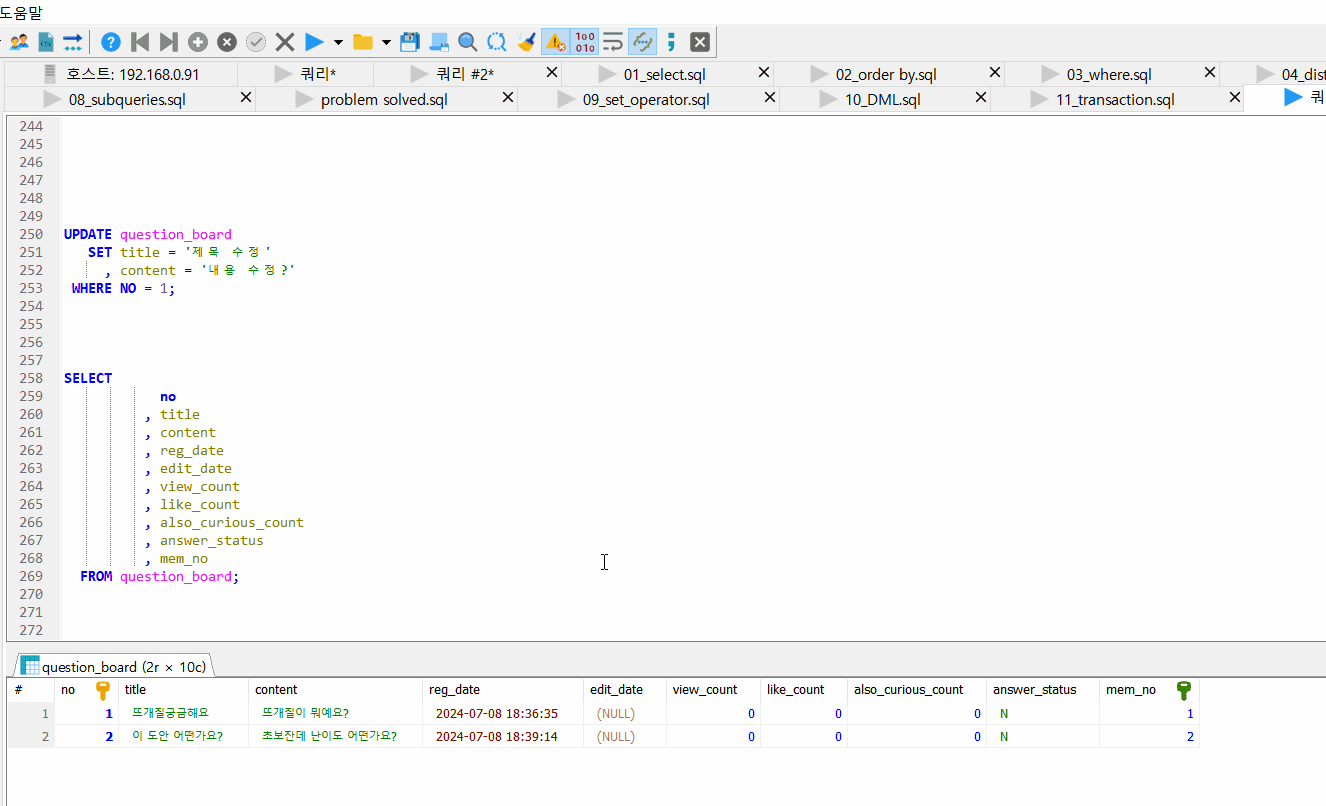 도움말
호스트: 192.168.0.91 쿼리* 쿼리 #2* 01_select.sql 02_order by.sql 03_where.sql 04_dist
08_subqueries.sql problem solved.sql 09_set_operator.sql 10_DML.sql 11_transaction.sql 쿼
244
245
246
247
248
249
250 UPDATE question_board
251 SET title = '제목 수정'
252 , content = '내용 수정?'
253 WHERE NO = 1;
254
255
256
257
258 SELECT
259 no
260 , title
261 , content
262 , reg_date
263 , edit_date
264 , view_count
265 , like_count
266 , also_curious_count
267 , answer_status
268 , mem_no
269 FROM question_board;
270
271
272
question_board (2r × 10c)
# no title content reg_date edit_date view_count like_count also_curious_count answer_status mem_no
1 1 뜨개질궁금해요 뜨개질이 뭐예요? 2024-07-08 18:36:35 (NULL) 0 0 0 N 1
2 2 이 도안 어떤가요? 초보잔데 난이도 어떤가요? 2024-07-08 18:39:14 (NULL) 0 0 0 N 2